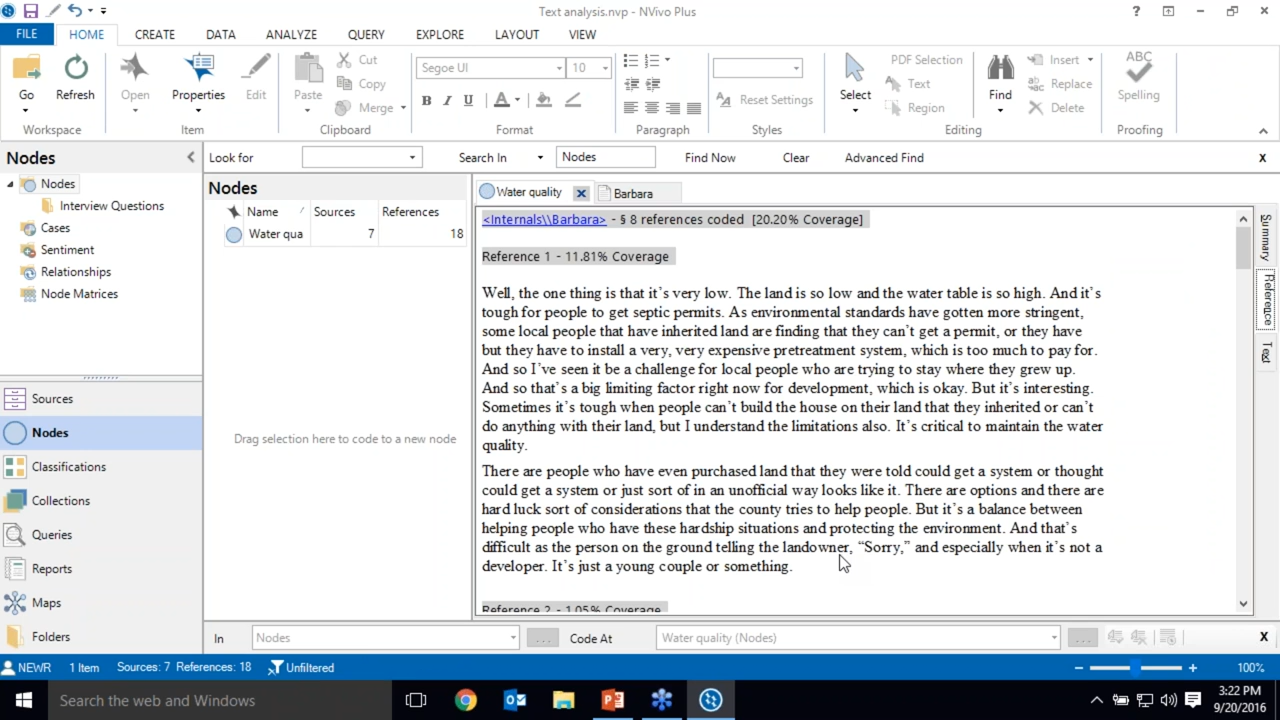 Text analysis.nvp - NVivo Plus
FILE HOME CREATE DATA ANALYZE QUERY EXPLORE LAYOUT VIEW
Go
Refresh
Workspace
Open
Properties
Edit
Item
Paste
Cut
Copy
Merge
Clipboard
Segoe UI 10
B I U A
Format
Paragraph
Reset Settings
Styles
Select
PDF Selection
Text
Region
Find
Insert
Replace
Delete
Editing
ABC
Spelling
Proofing
Nodes
Look for Search In Nodes Find Now Clear Advanced Find x
Nodes
Interview Questions
Cases
Sentiment
Relationships
Node Matrices
Sources
Nodes
Classifications
Collections
Queries
Reports
Maps
Folders
Nodes
Name Sources References
Water qua 7 18
Drag selection here to code to a new node
Water quality Barbara
<Internals\\Barbara> - § 8 references coded [20.20% Coverage]
Reference 1 - 11.81% Coverage
Well, the one thing is that it’s very low. The land is so low and the water table is so high. And it’s
tough for people to get septic permits. As environmental standards have gotten more stringent,
some local people that have inherited land are finding that they can’t get a permit, or they have
but they have to install a very, very expensive pretreatment system, which is too much to pay for.
And so I’ve seen it be a challenge for local people who are trying to stay where they grew up.
And so that’s a big limiting factor right now for development, which is okay. But it’s interesting.
Sometimes it’s tough when people can’t build the house on their land that they inherited or can’t
do anything with their land, but I understand the limitations also. It’s critical to maintain the water
quality.
There are people who have even purchased land that they were told could get a system or thought
could get a system or just sort of in an unofficial way looks like it. There are options and there are
hard luck sort of considerations that the county tries to help people. But it’s a balance between
helping people who have these hardship situations and protecting the environment. And that’s
difficult as the person on the ground telling the landowner, “Sorry,” and especially when it’s not a
developer. It’s just a young couple or something.
Reference 2 - 1.05% Coverage
Summary
Reference
Text
In Nodes ... Code At Water quality (Nodes) ... x
NEWR 1 Item Sources: 7 References: 18 Unfiltered 100%
Search the web and Windows
3:22 PM
9/20/2016